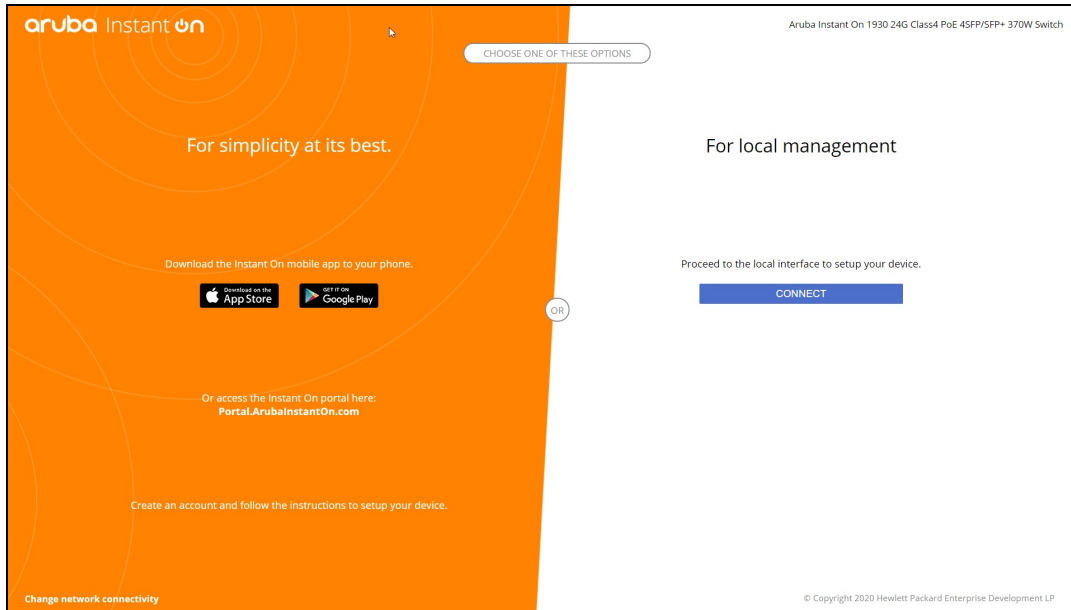 aruba Instant on
Aruba Instant On 1930 24G Class4 PoE 4SFP/SFP+ 370W Switch
CHOOSE ONE OF THESE OPTIONS
For simplicity at its best.
Download the Instant On mobile app to your phone.
Download on the
App Store
GET IT ON
Google Play
Or access the Instant On portal here:
Portal.ArubaInstantOn.com
Create an account and follow the instructions to setup your device.
Change network connectivity
OR
For local management
Proceed to the local interface to setup your device.
CONNECT
© Copyright 2020 Hewlett Packard Enterprise Development LP